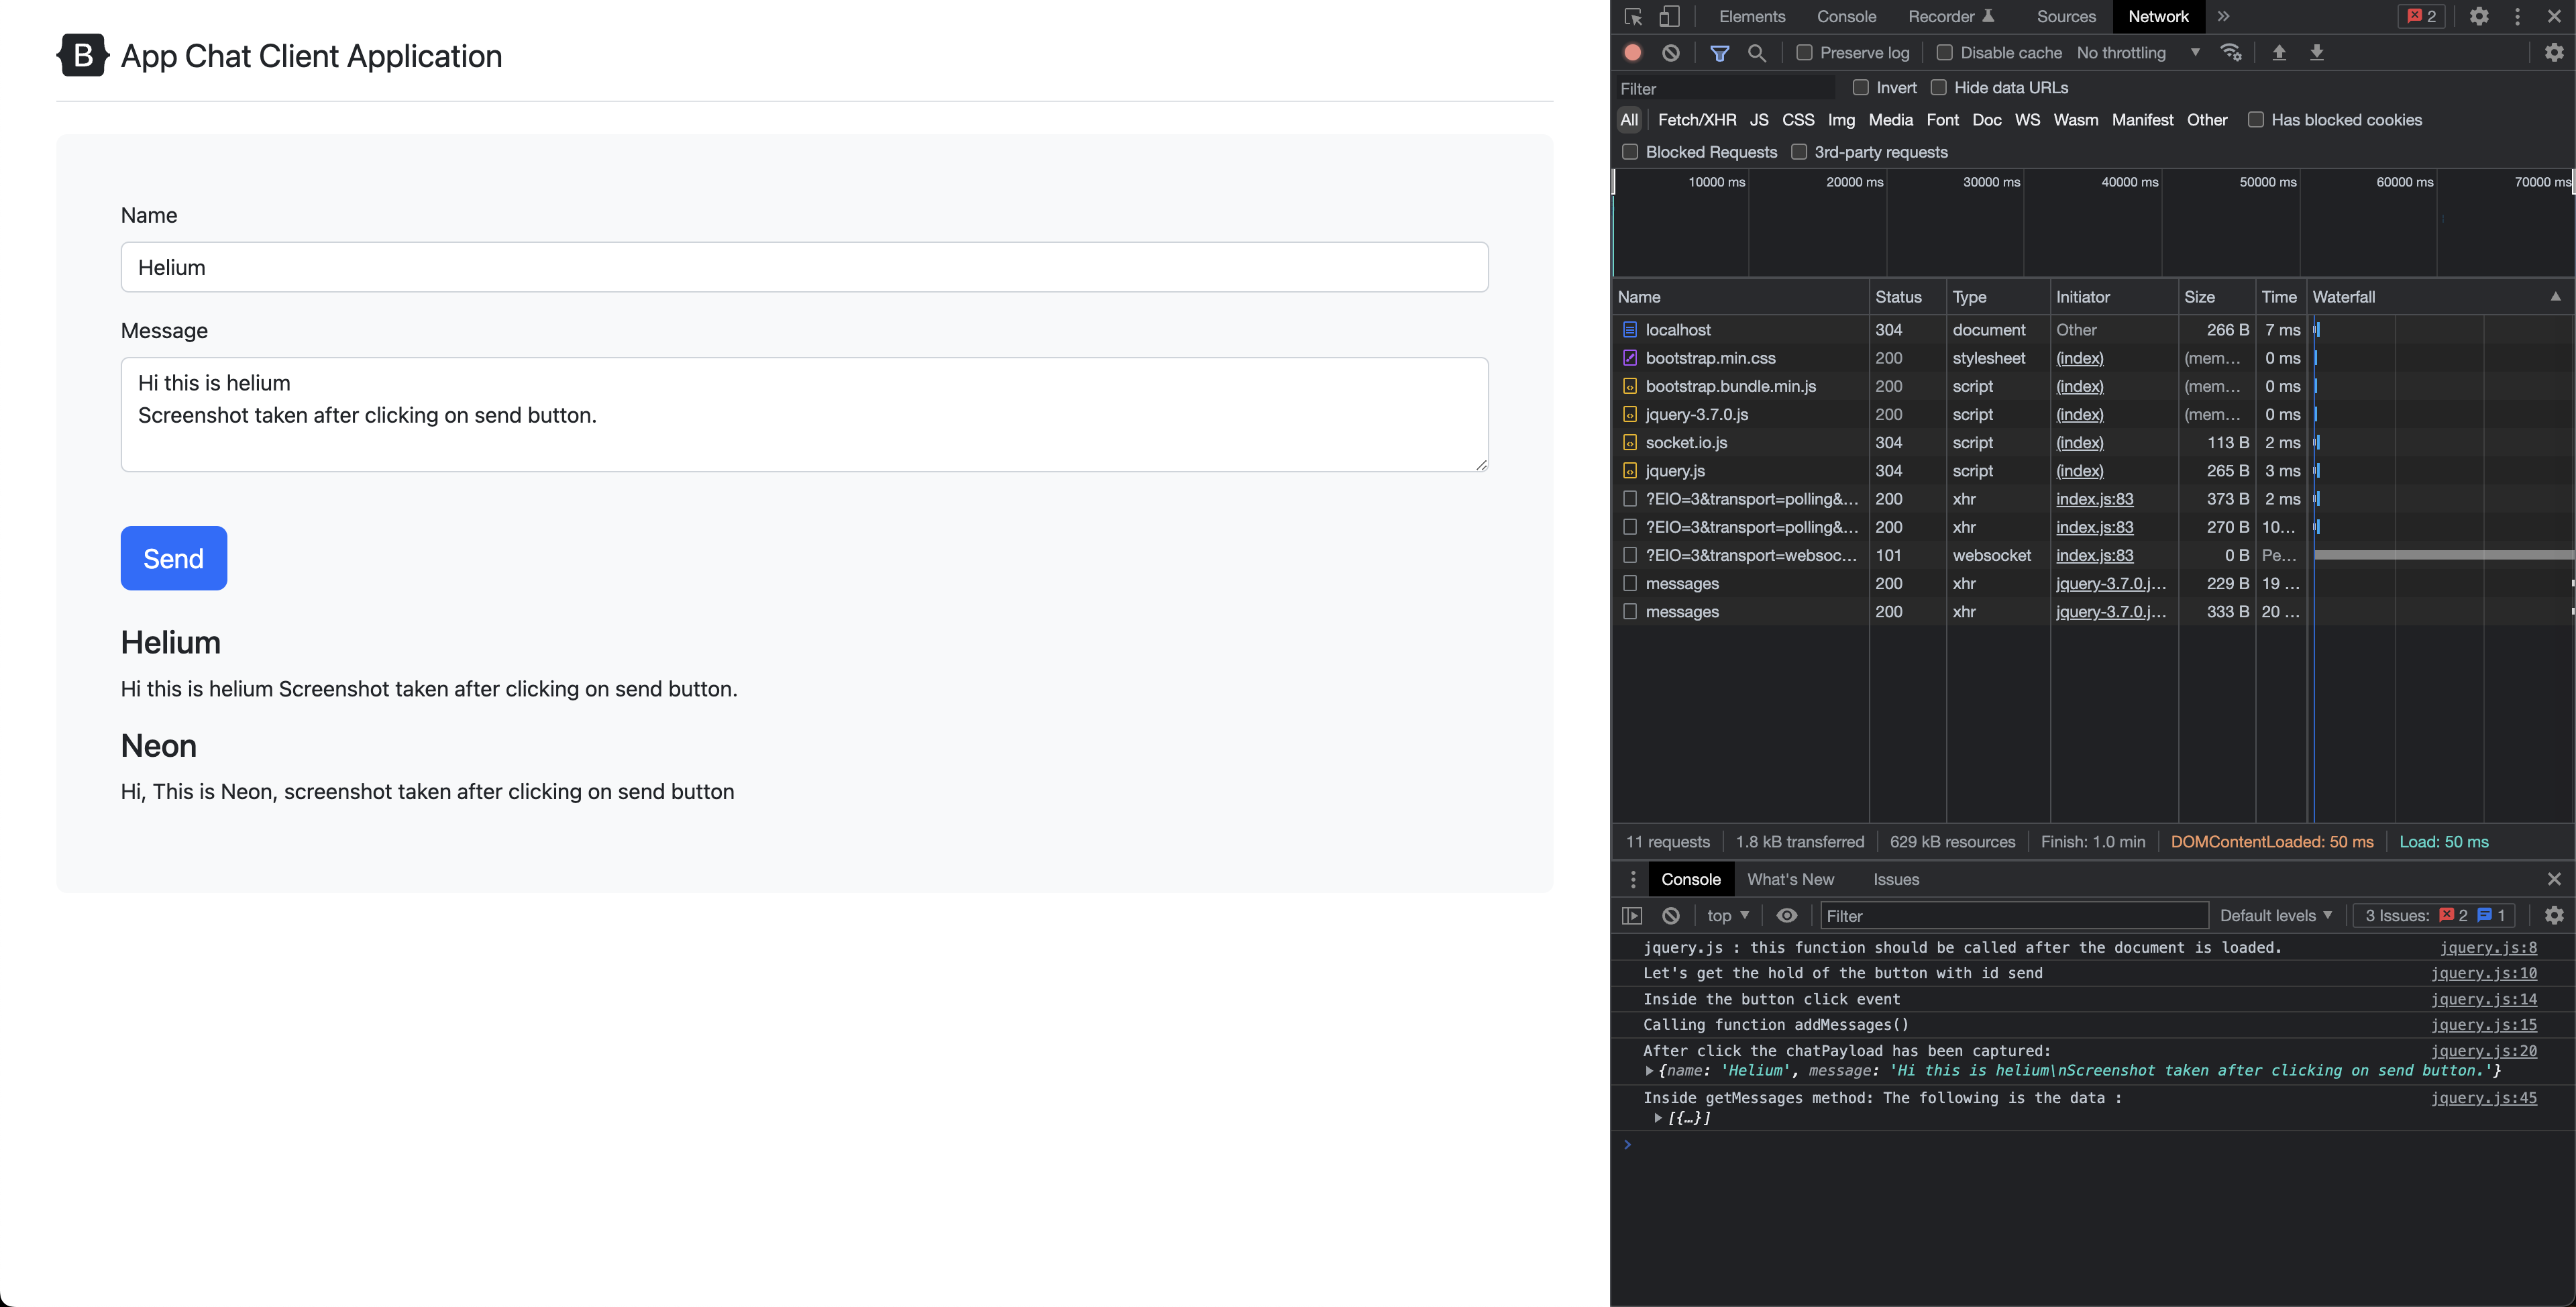 B App Chat Client Application
Name
Helium
Message
Hi this is helium
Screenshot taken after clicking on send button.
Send
Helium
Hi this is helium Screenshot taken after clicking on send button.
Neon
Hi, This is Neon, screenshot taken after clicking on send button
Elements Console Recorder Sources Network » 2
Preserve log Disable cache No throttling
Filter Invert Hide data URLs
All Fetch/XHR JS CSS Img Media Font Doc WS Wasm Manifest Other Has blocked cookies
Blocked Requests 3rd-party requests
10000 ms 20000 ms 30000 ms 40000 ms 50000 ms 60000 ms 70000 ms
Name Status Type Initiator Size Time Waterfall
localhost 304 document Other 266 B 7 ms
bootstrap.min.css 200 stylesheet (index) (mem… 0 ms
bootstrap.bundle.min.js 200 script (index) (mem… 0 ms
jquery-3.7.0.js 200 script (index) (mem… 0 ms
socket.io.js 304 script (index) 113 B 2 ms
jquery.js 304 script (index) 265 B 3 ms
?EIO=3&transport=polling&… 200 xhr index.js:83 373 B 2 ms
?EIO=3&transport=polling&… 200 xhr index.js:83 270 B 10…
?EIO=3&transport=websoc… 101 websocket index.js:83 0 B Pe…
messages 200 xhr jquery-3.7.0.j… 229 B 19 …
messages 200 xhr jquery-3.7.0.j… 333 B 20 …
11 requests 1.8 kB transferred 629 kB resources Finish: 1.0 min DOMContentLoaded: 50 ms Load: 50 ms
Console What's New Issues
top Filter Default levels 3 Issues: 2 1
jquery.js : this function should be called after the document is loaded. jquery.js:8
Let's get the hold of the button with id send jquery.js:10
Inside the button click event jquery.js:14
Calling function addMessages() jquery.js:15
After click the chatPayload has been captured: jquery.js:20
{name: 'Helium', message: 'Hi this is helium\nScreenshot taken after clicking on send button.'}
Inside getMessages method: The following is the data : jquery.js:45
[{…}]